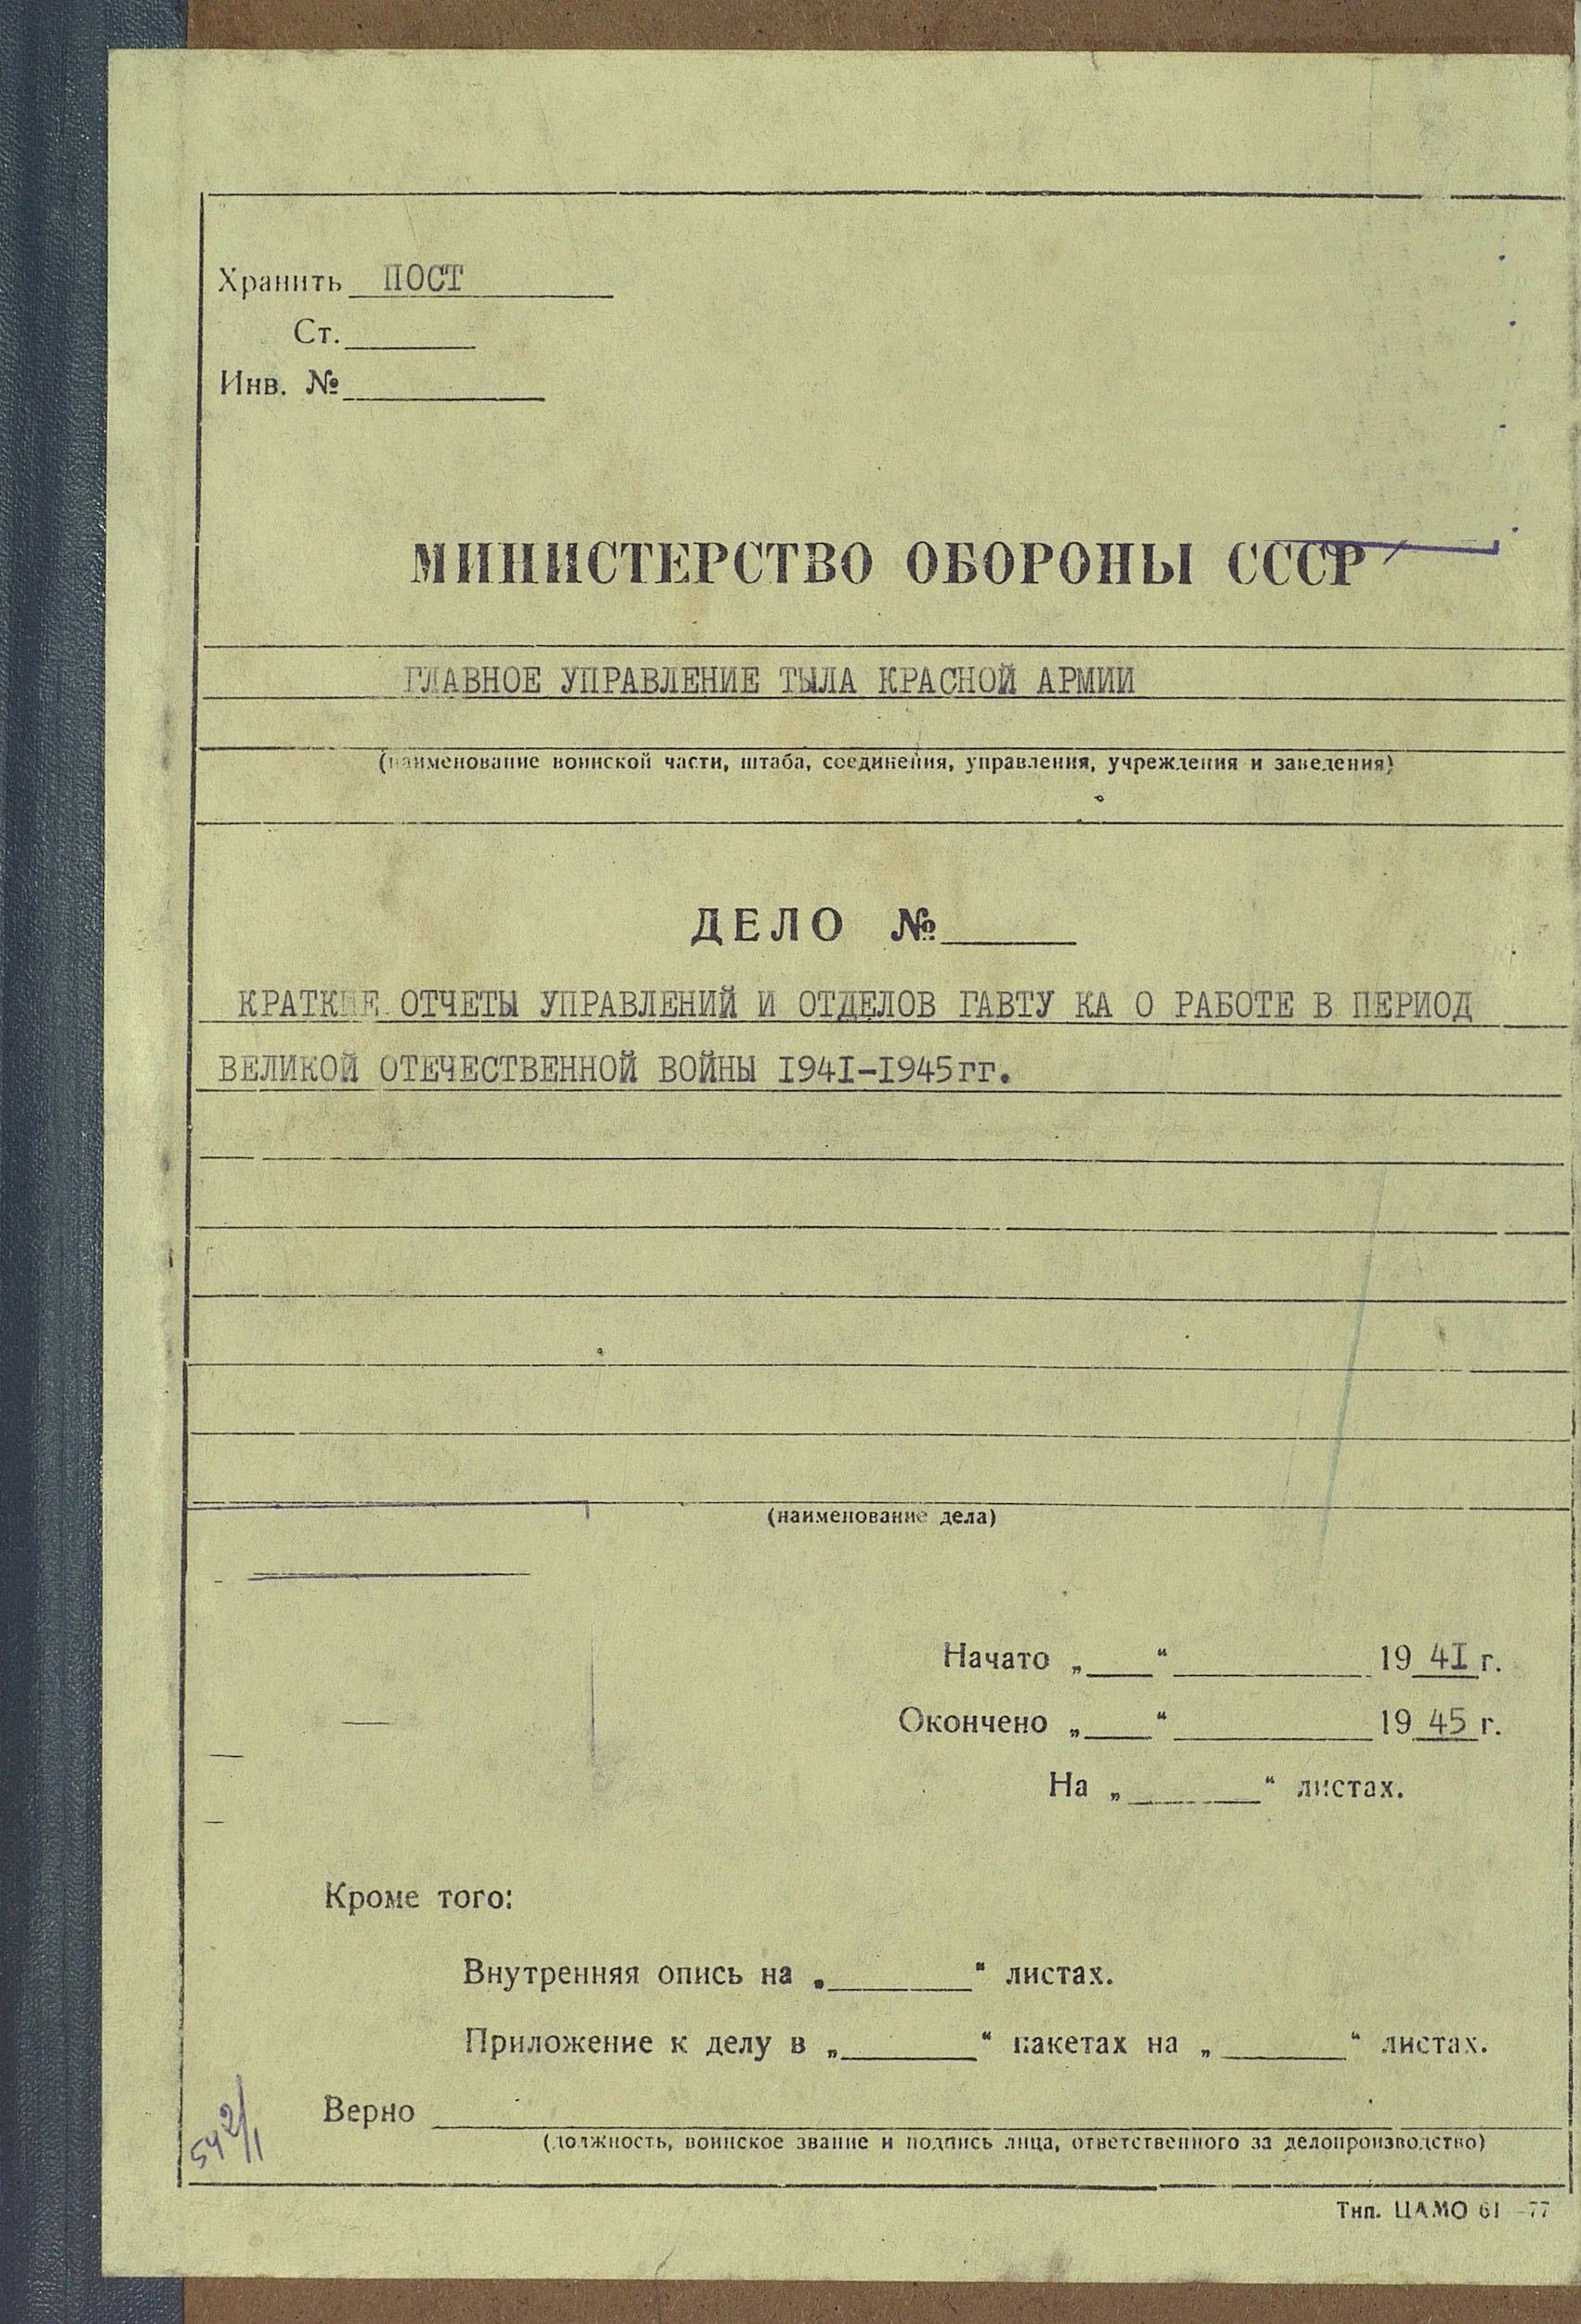 Хранить ПОСТ
Ст.
Инв. №
МИНИСТЕРСТВО ОБОРОНЫ СССР
ГЛАВНОЕ УПРАВЛЕНИЕ ТЫЛА КРАСНОЙ АРМИИ
(наименование воинской части, штаба, соединения, управления, учреждения и заведения)
ДЕЛО №
КРАТКИЕ ОТЧЕТЫ УПРАВЛЕНИЙ И ОТДЕЛОВ ГАВТУ КА О РАБОТЕ В ПЕРИОД
ВЕЛИКОЙ ОТЕЧЕСТВЕННОЙ ВОЙНЫ 1941-1945гг.
(наименование дела)
Начато „ “ 19 41 г.
Окончено „ “ 19 45 г.
На „ “ листах.
Кроме того:
Внутренняя опись на „ “ листах.
Приложение к делу в „ “ пакетах на „ “ листах.
Верно
(должность, воинское звание и подпись лица, ответственного за делопроизводство)
542/1
Тип. ЦАМО 61 -77